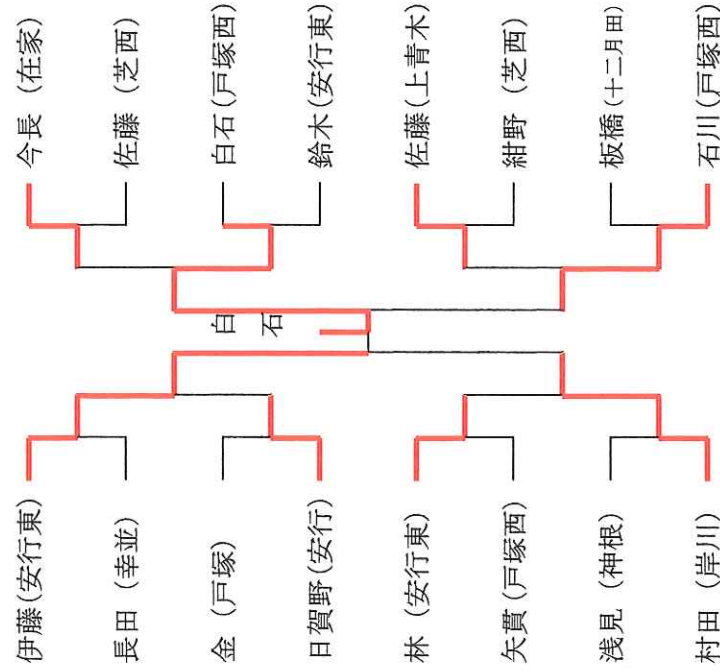 今長（在家）
佐藤（芝西）
白石（戸塚西）
鈴木（安行東）
佐藤（上青木）
紺野（芝西）
板橋（十二月田）
石川（戸塚西）
白石
伊藤（安行東）
長田（幸並）
金（戸塚）
日賀野（安行）
林（安行東）
矢貫（戸塚西）
浅見（神根）
村田（岸川）